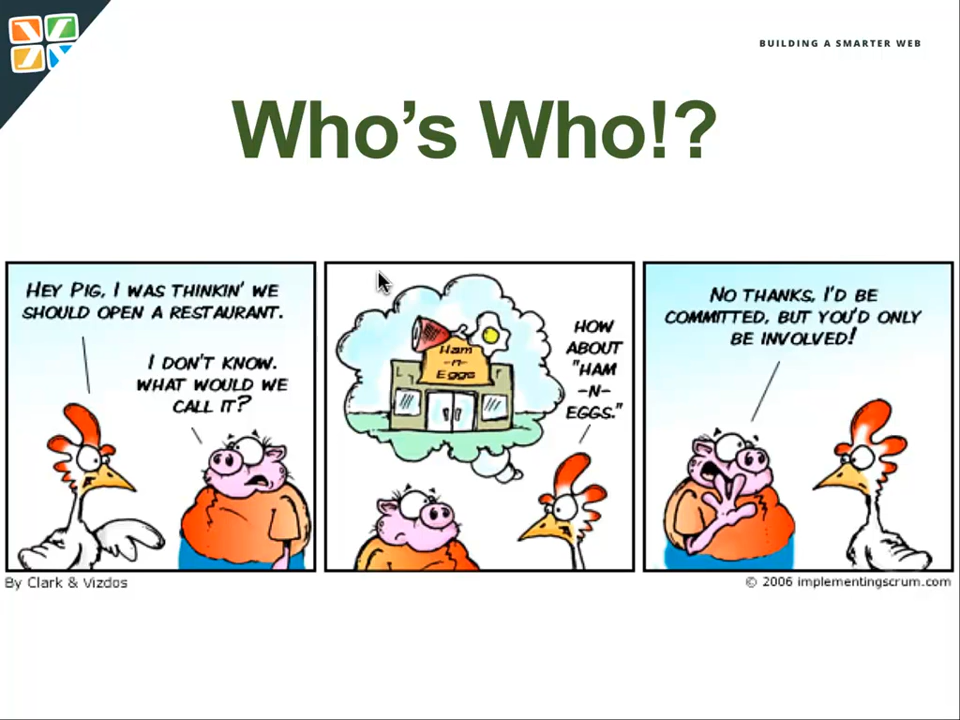 BUILDING A SMARTER WEB
Who's Who!?
HEY PIG, I WAS THINKIN' WE
SHOULD OPEN A RESTAURANT.
I DON'T KNOW.
WHAT WOULD WE
CALL IT?
Ham
-n-
Eggs
HOW
ABOUT
"HAM
-N-
EGGS."
NO THANKS, I'D BE
COMMITTED, BUT YOU'D ONLY
BE INVOLVED!
By Clark & Vizdos
© 2006 implementingscrum.com